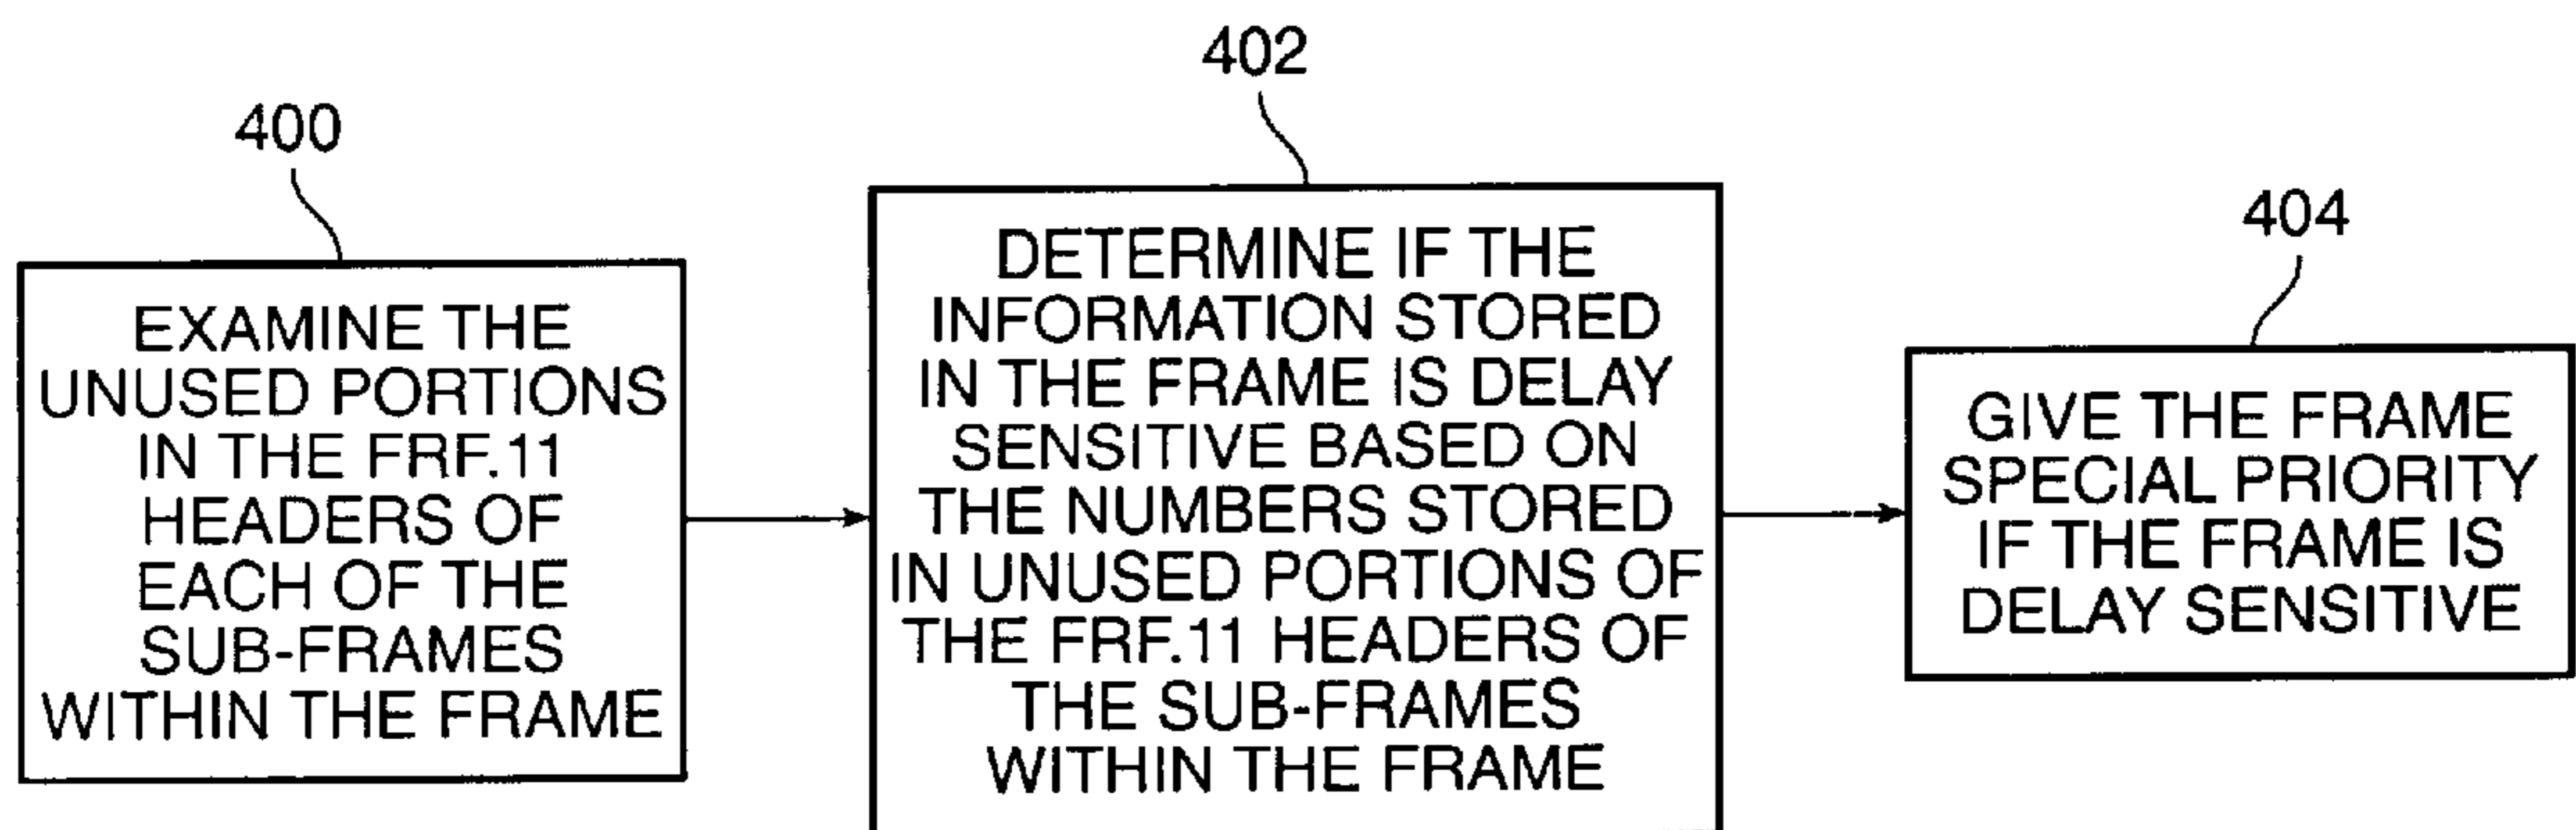 400
EXAMINE THE
UNUSED PORTIONS
IN THE FRF.11
HEADERS OF
EACH OF THE
SUB-FRAMES
WITHIN THE FRAME
402
DETERMINE IF THE
INFORMATION STORED
IN THE FRAME IS DELAY
SENSITIVE BASED ON
THE NUMBERS STORED
IN UNUSED PORTIONS OF
THE FRF.11 HEADERS OF
THE SUB-FRAMES
WITHIN THE FRAME
404
GIVE THE FRAME
SPECIAL PRIORITY
IF THE FRAME IS
DELAY SENSITIVE